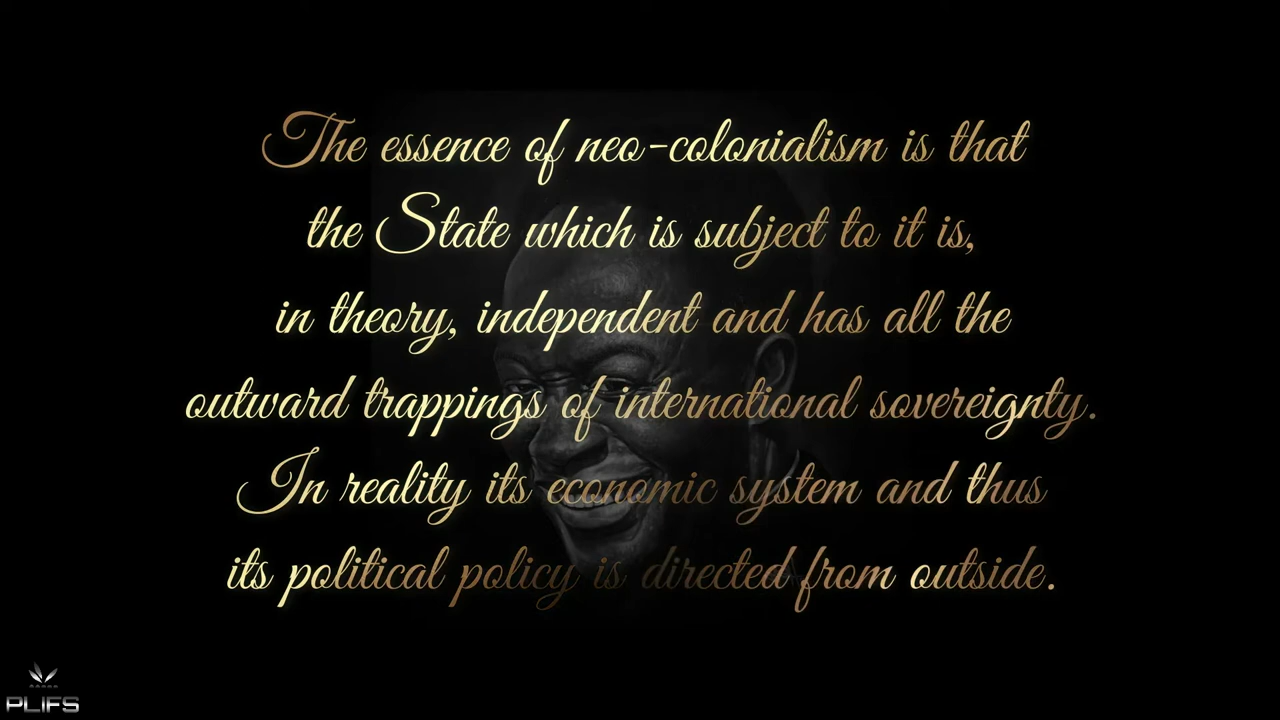 The essence of neo-colonialism is that
the State which is subject to it is,
in theory, independent and has all the
outward trappings of international sovereignty.
In reality its economic system and thus
its political policy is directed from outside.
PLIFS